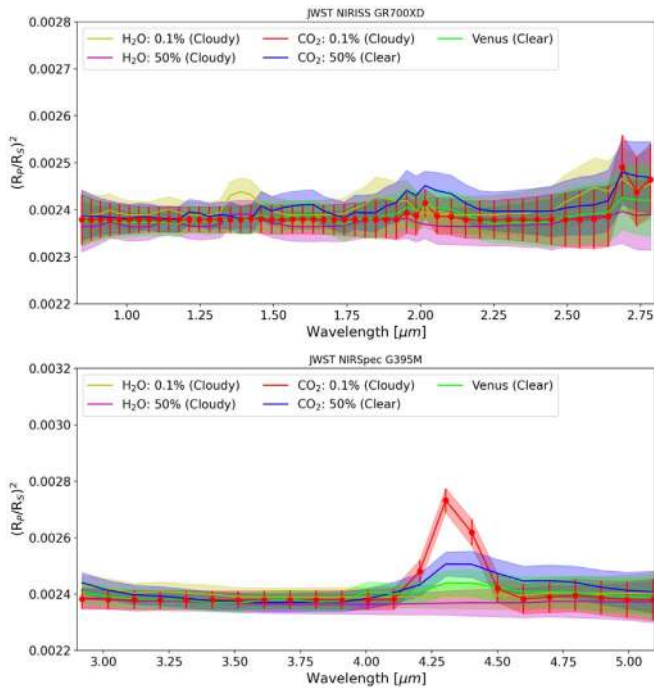 JWST NIRISS GR700XD
0.0028
0.0027
0.0026
0.0025
0.0024
0.0023
0.0022
(R_P/R_S)²
H₂O: 0.1% (Cloudy)
H₂O: 50% (Cloudy)
CO₂: 0.1% (Cloudy)
CO₂: 50% (Clear)
Venus (Clear)
1.00 1.25 1.50 1.75 2.00 2.25 2.50 2.75
Wavelength [μm]
JWST NIRSpec G395M
0.0032
0.0030
0.0028
0.0026
0.0024
0.0022
(R_P/R_S)²
H₂O: 0.1% (Cloudy)
H₂O: 50% (Cloudy)
CO₂: 0.1% (Cloudy)
CO₂: 50% (Clear)
Venus (Clear)
3.00 3.25 3.50 3.75 4.00 4.25 4.50 4.75 5.00
Wavelength [μm]